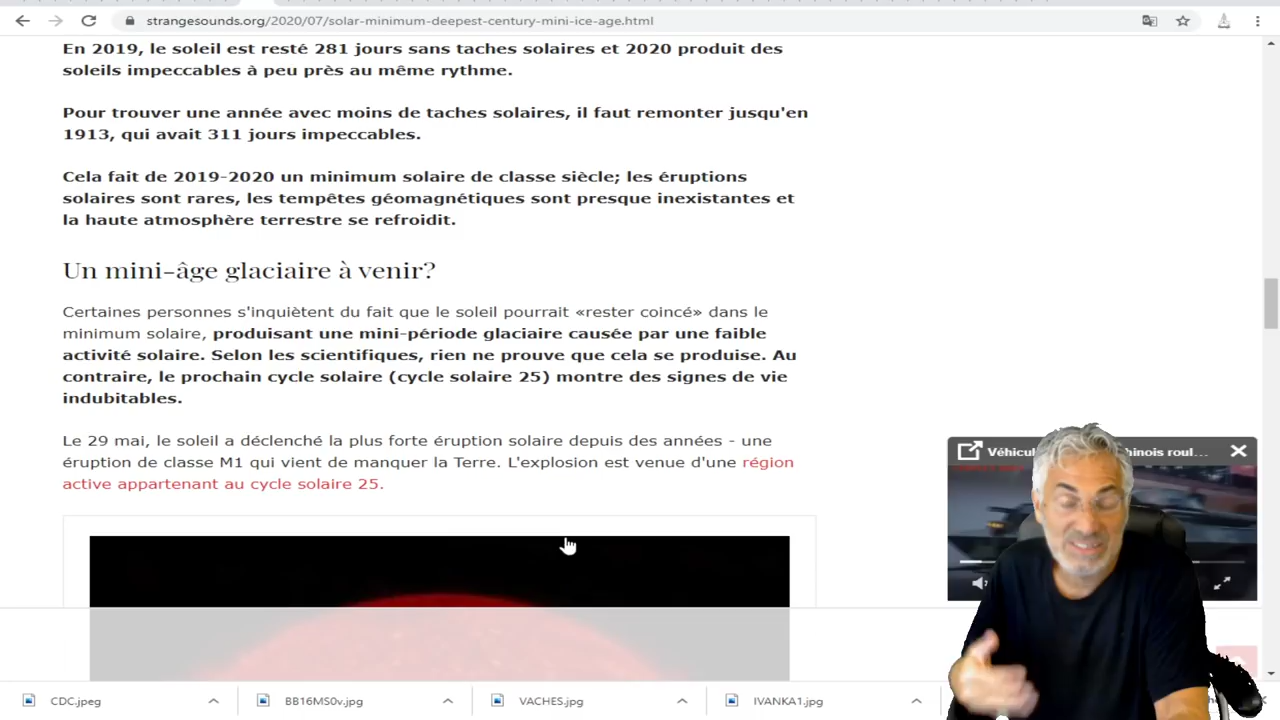 strangesounds.org/2020/07/solar-minimum-deepest-century-mini-ice-age.html
En 2019, le soleil est resté 281 jours sans taches solaires et 2020 produit des
soleils impeccables à peu près au même rythme.
Pour trouver une année avec moins de taches solaires, il faut remonter jusqu'en
1913, qui avait 311 jours impeccables.
Cela fait de 2019-2020 un minimum solaire de classe siècle; les éruptions
solaires sont rares, les tempêtes géomagnétiques sont presque inexistantes et
la haute atmosphère terrestre se refroidit.
Un mini-âge glaciaire à venir?
Certaines personnes s'inquiètent du fait que le soleil pourrait «rester coincé» dans le
minimum solaire, produisant une mini-période glaciaire causée par une faible
activité solaire. Selon les scientifiques, rien ne prouve que cela se produise. Au
contraire, le prochain cycle solaire (cycle solaire 25) montre des signes de vie
indubitables.
Le 29 mai, le soleil a déclenché la plus forte éruption solaire depuis des années - une
éruption de classe M1 qui vient de manquer la Terre. L'explosion est venue d'une région
active appartenant au cycle solaire 25.
Véhicul hinois roul...
CDC.jpeg
BB16MS0v.jpg
VACHES.jpg
IVANKA1.jpg